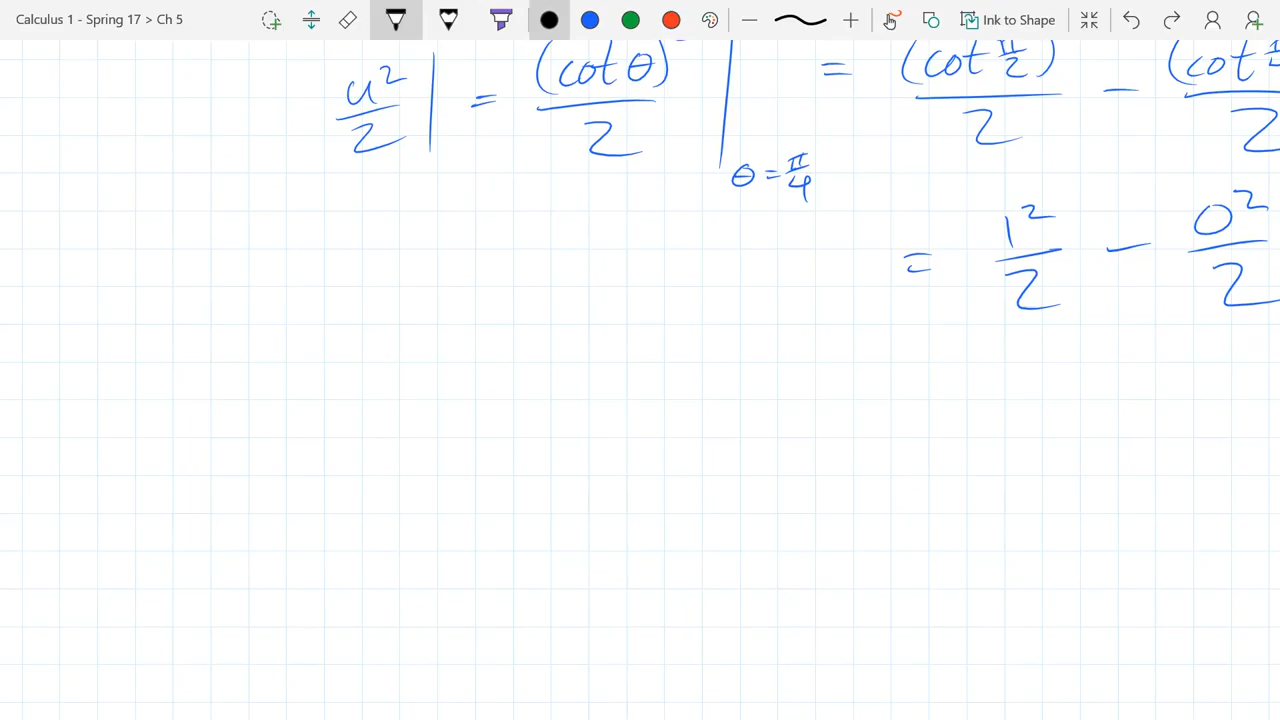 Calculus 1 - Spring 17 > Ch 5
Ink to Shape
u²/2 | = (cot θ)/2 | θ = π/4 = (cot π/2)/2 - (cot π/2
= 1²/2 - 0²/2